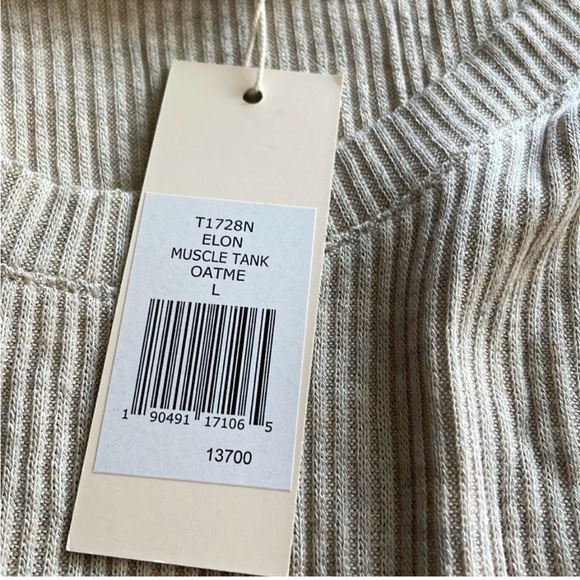 T1728N
ELON
MUSCLE TANK
OATME
L
1 90491 17106 5
13700